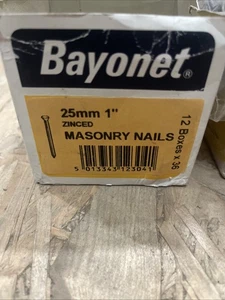 Bayonet®
25mm 1"
ZINCED
MASONRY NAILS
12 Boxes x 36
5 013343 123041